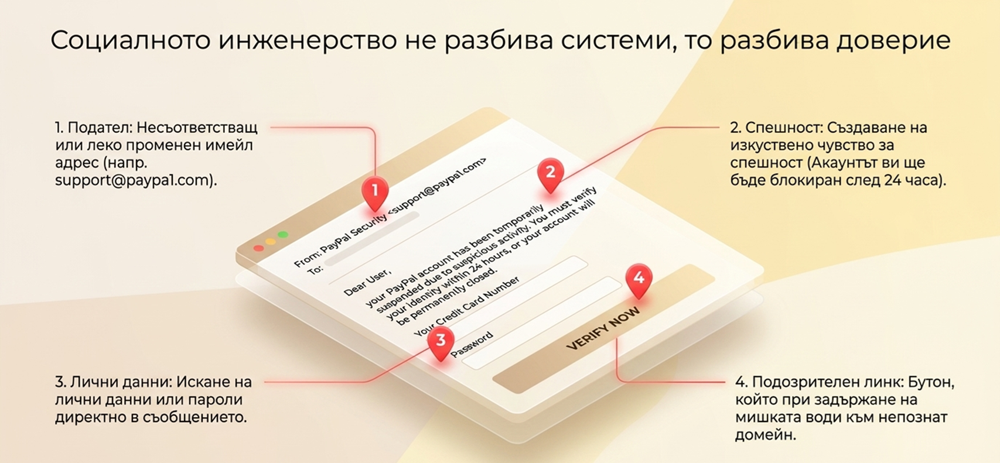 Социалното инженерство не разбива системи, то разбива доверие
1. Подател: Несъответстващ
или леко променен имейл
адрес (напр.
support@paypa1.com).
2. Спешност: Създаване на
изкуствено чувство за
спешност (Акаунтът ви ще
бъде блокиран след 24 часа).
1
2
From: PayPal Security <support@paypa1.com>
To:
Dear User,
your PayPal account has been temporarily
suspended due to suspicious activity. You must verify
your identity within 24 hours, or your account will
be permanently closed.
Your Credit Card Number
3
Password
4
VERIFY NOW
3. Лични данни: Искане на
лични данни или пароли
директно в съобщението.
4. Подозрителен линк: Бутон,
който при задържане на
мишката води към непознат
домейн.